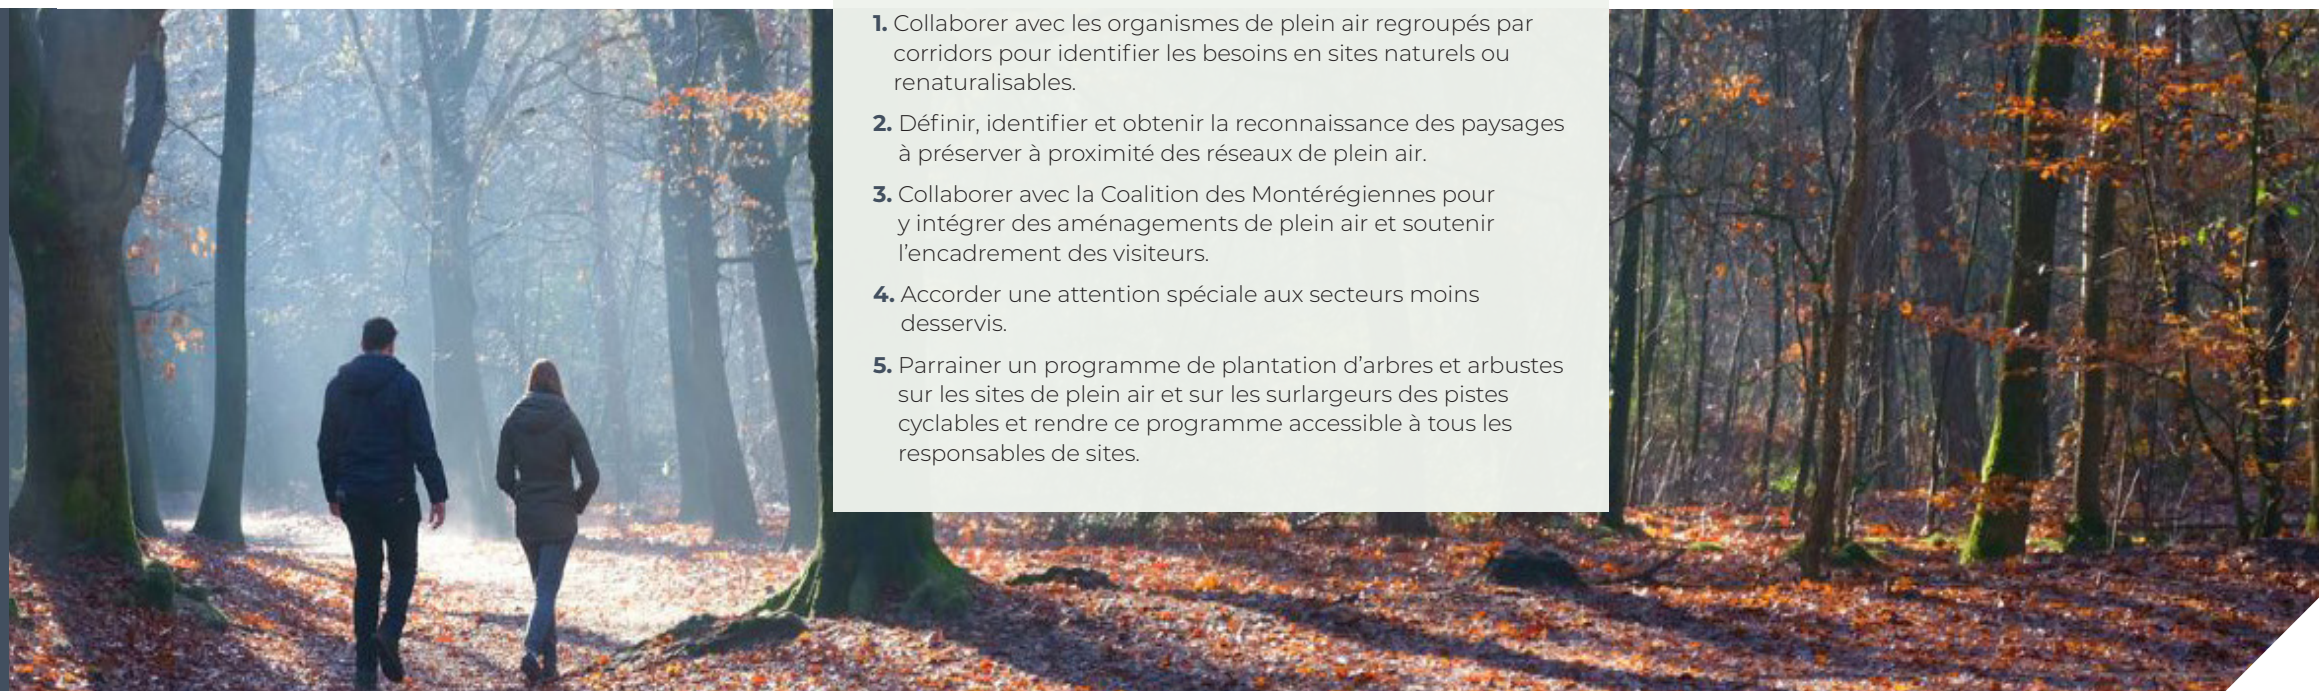 1. Collaborer avec les organismes de plein air regroupés par
corridors pour identifier les besoins en sites naturels ou
renaturalisables.
2. Définir, identifier et obtenir la reconnaissance des paysages
à préserver à proximité des réseaux de plein air.
3. Collaborer avec la Coalition des Montérégiennes pour
y intégrer des aménagements de plein air et soutenir
l’encadrement des visiteurs.
4. Accorder une attention spéciale aux secteurs moins
desservis.
5. Parrainer un programme de plantation d’arbres et arbustes
sur les sites de plein air et sur les surlargeurs des pistes
cyclables et rendre ce programme accessible à tous les
responsables de sites.